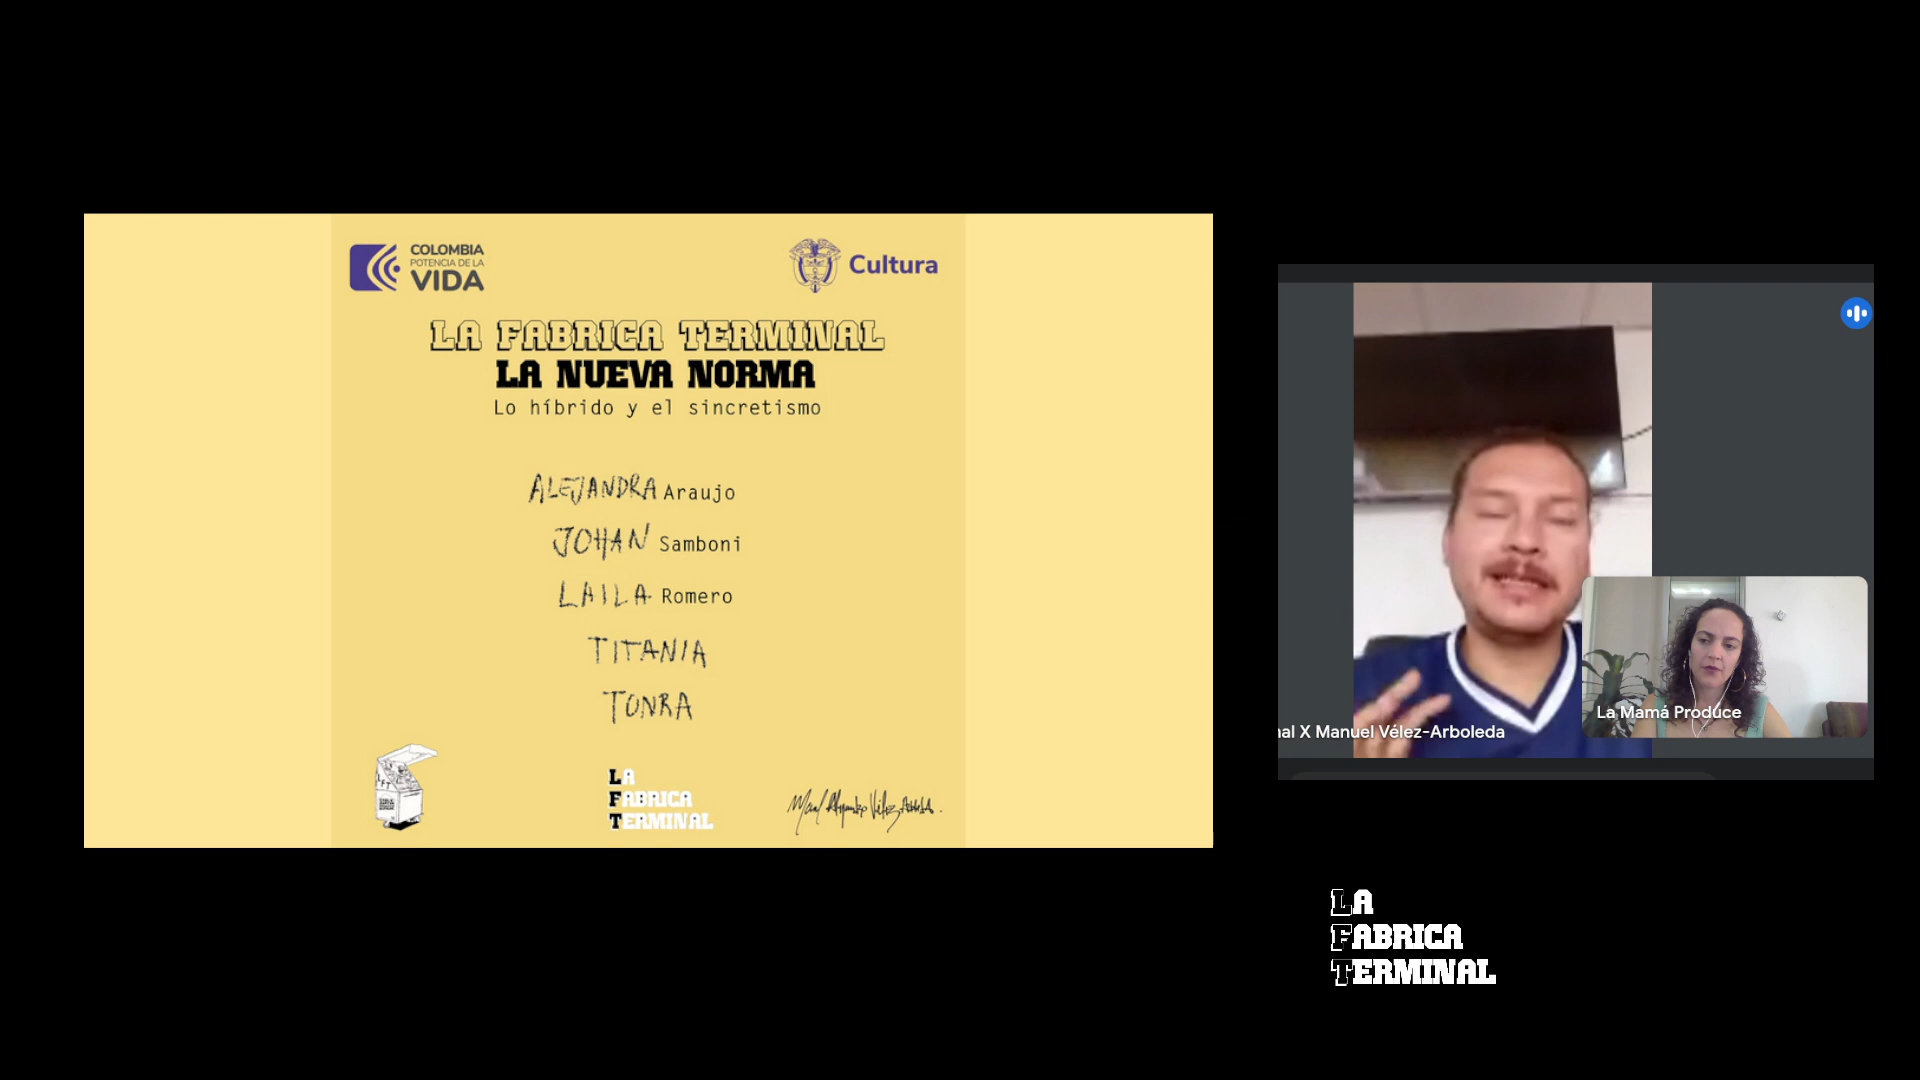 COLOMBIA
POTENCIA DE LA
VIDA
Cultura
LA FABRICA TERMINAL
LA NUEVA NORMA
Lo híbrido y el sincretismo
ALEJANDRA Araujo
JOHAN Samboni
LAILA Romero
TITANIA
TONRA
LA
FABRICA
TERMINAL
nal X Manuel Vélez-Arboleda
La Mamá Produce
LA
FABRICA
TERMINAL